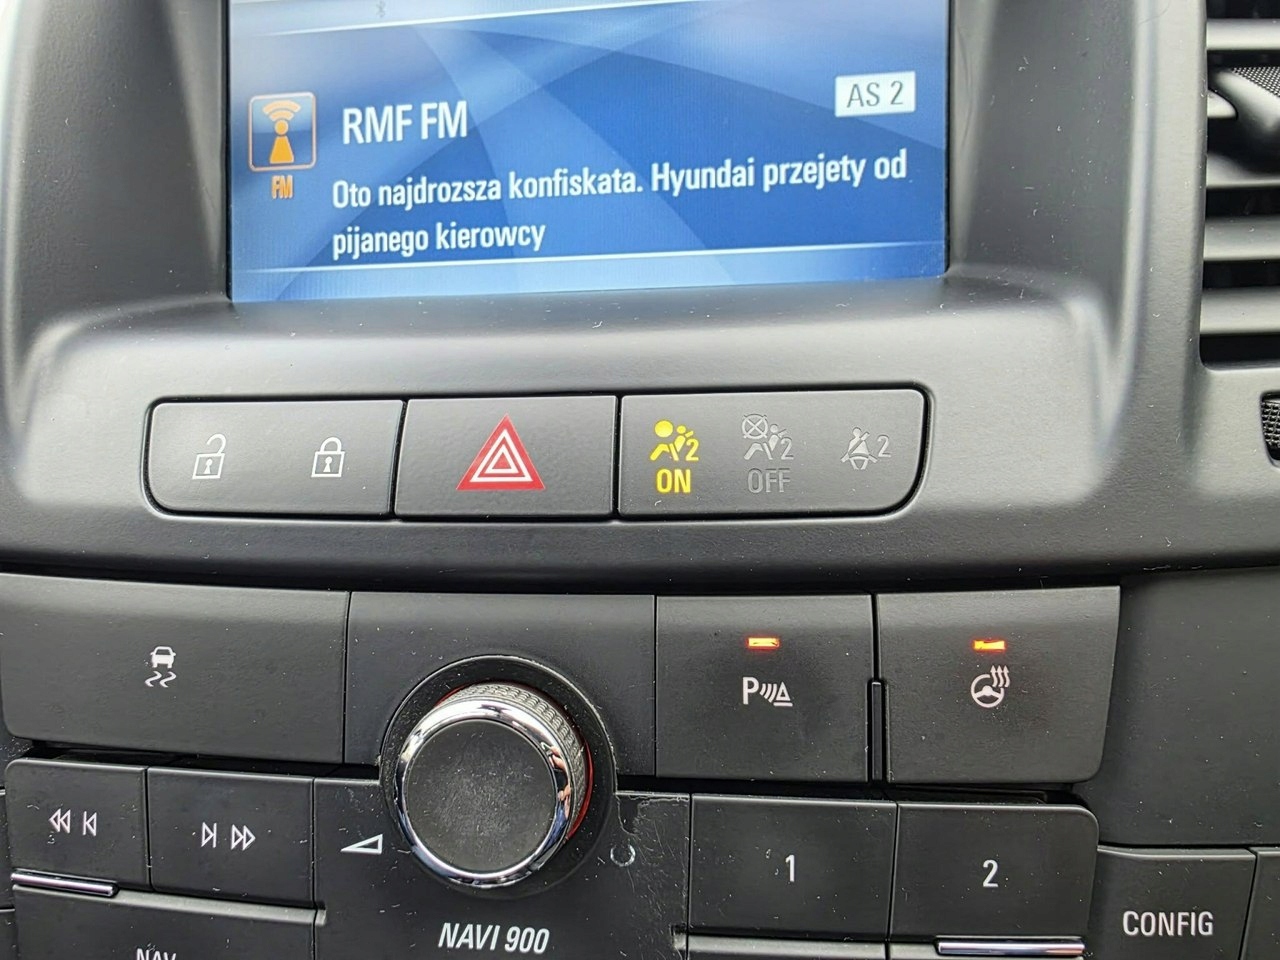 AS 2
RMF FM
FM
Oto najdrozsza konfiskata. Hyundai przejety od
pijanego kierowcy
2
ON
2
OFF
2
P
1
2
CONFIG
NAVI 900
NAV